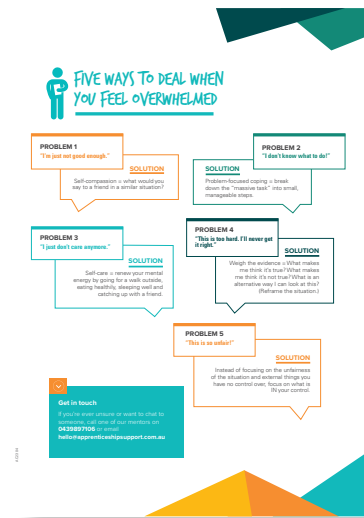 FIVE WAYS TO DEAL WHEN
YOU FEEL OVERWHELMED
PROBLEM 1
"I'm just not good enough."
SOLUTION
Self-compassion = what would you
say to a friend in a similar situation?
PROBLEM 2
"I don't know what to do!"
SOLUTION
Problem-focused coping = break
down the "massive task" into small,
manageable steps.
PROBLEM 3
"I just don't care anymore."
SOLUTION
Self-care = renew your mental
energy by going for a walk outside,
eating healthily, sleeping well and
catching up with a friend.
PROBLEM 4
"This is too hard. I'll never get
it right."
SOLUTION
Weigh the evidence = What makes
me think it's true? What makes
me think it's not true? What is an
alternative way I can look at this?
(Reframe the situation.)
PROBLEM 5
"This is so unfair!"
SOLUTION
Instead of focusing on the unfairness
of the situation and external things you
have no control over, focus on what is
IN your control.
Get in touch
If you're ever unsure or want to chat to
someone, call one of our mentors on
0439897106 or email
hello@apprenticeshipsupport.com.au